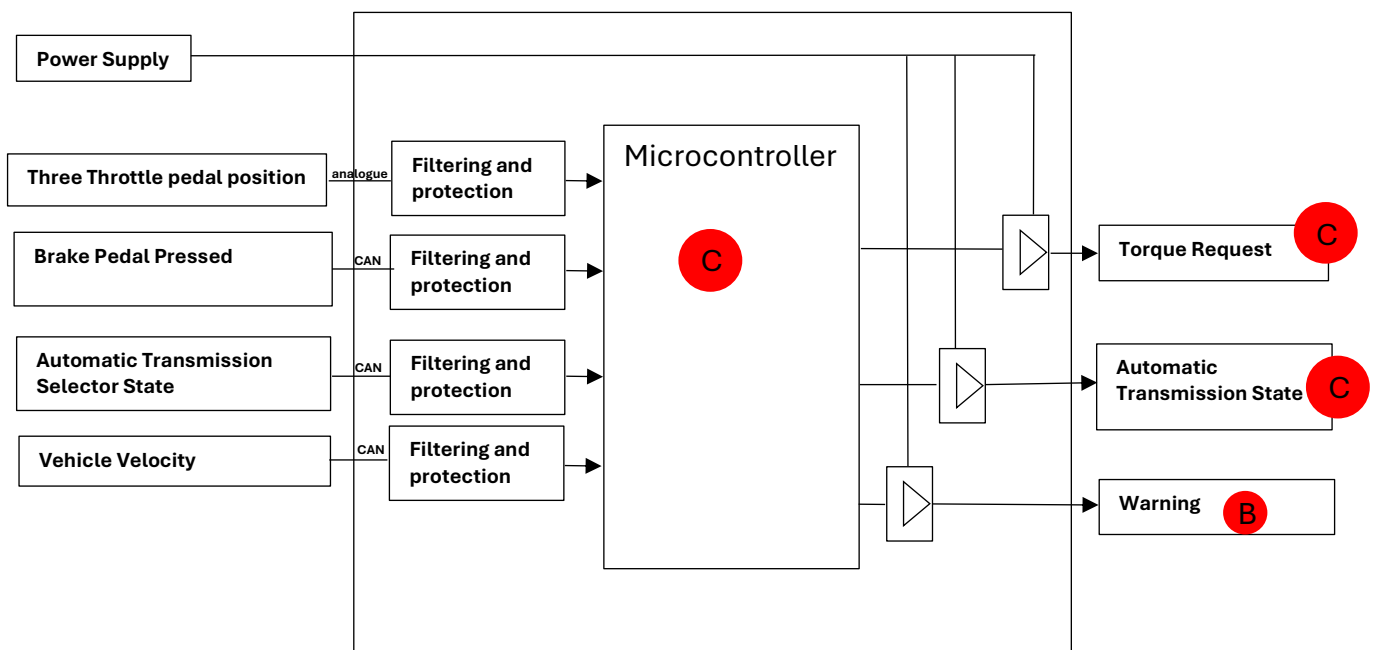 Power Supply
Three Throttle pedal position
analogue
Filtering and
protection
Microcontroller
C
Brake Pedal Pressed
CAN
Filtering and
protection
Torque Request
C
Automatic Transmission
Selector State
CAN
Filtering and
protection
Automatic
Transmission State
C
Vehicle Velocity
CAN
Filtering and
protection
Warning
B